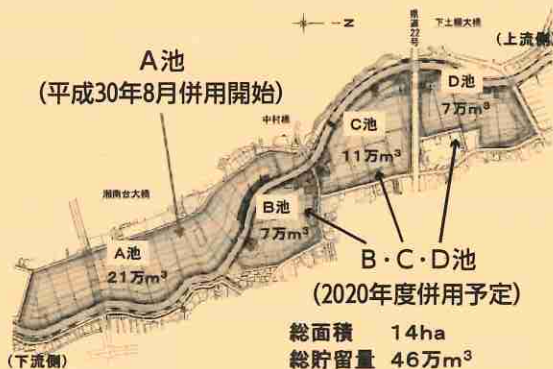 N
県道22号
下土棚大橋
(上流側)
A池
(平成30年8月併用開始)
中村橋
D池
7万m³
C池
11万m³
湘南台大橋
B池
7万m³
A池
21万m³
B・C・D池
(2020年度併用予定)
総面積 14ha
総貯留量 46万m³
(下流側)